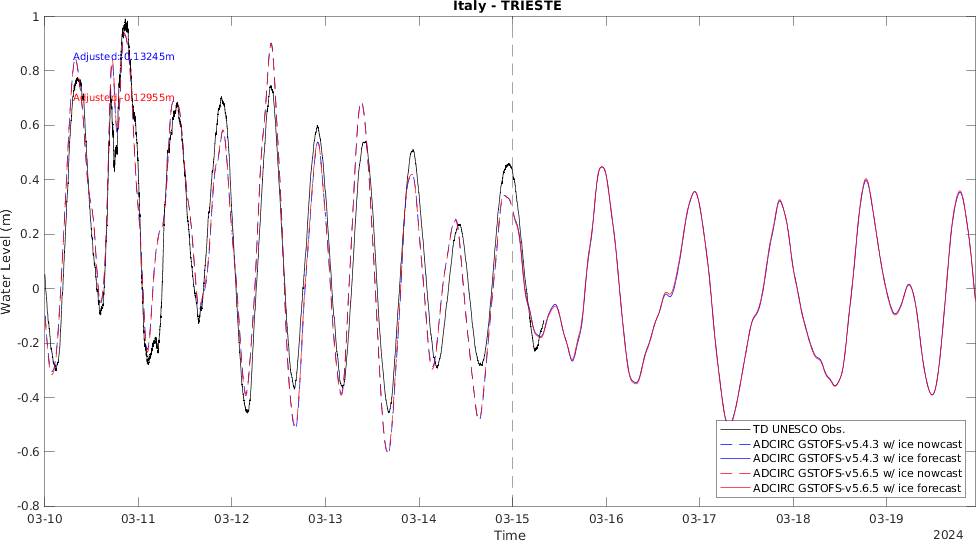 Italy - TRIESTE
1
0.8
0.6
0.4
0.2
0
-0.2
-0.4
-0.6
-0.8
Water Level (m)
Adjusted:-0.13245m
Adjusted:-0.12955m
TD UNESCO Obs.
ADCIRC GSTOFS-v5.4.3 w/ ice nowcast
ADCIRC GSTOFS-v5.4.3 w/ ice forecast
ADCIRC GSTOFS-v5.6.5 w/ ice nowcast
ADCIRC GSTOFS-v5.6.5 w/ ice forecast
03-10 03-11 03-12 03-13 03-14 03-15 03-16 03-17 03-18 03-19
Time
2024